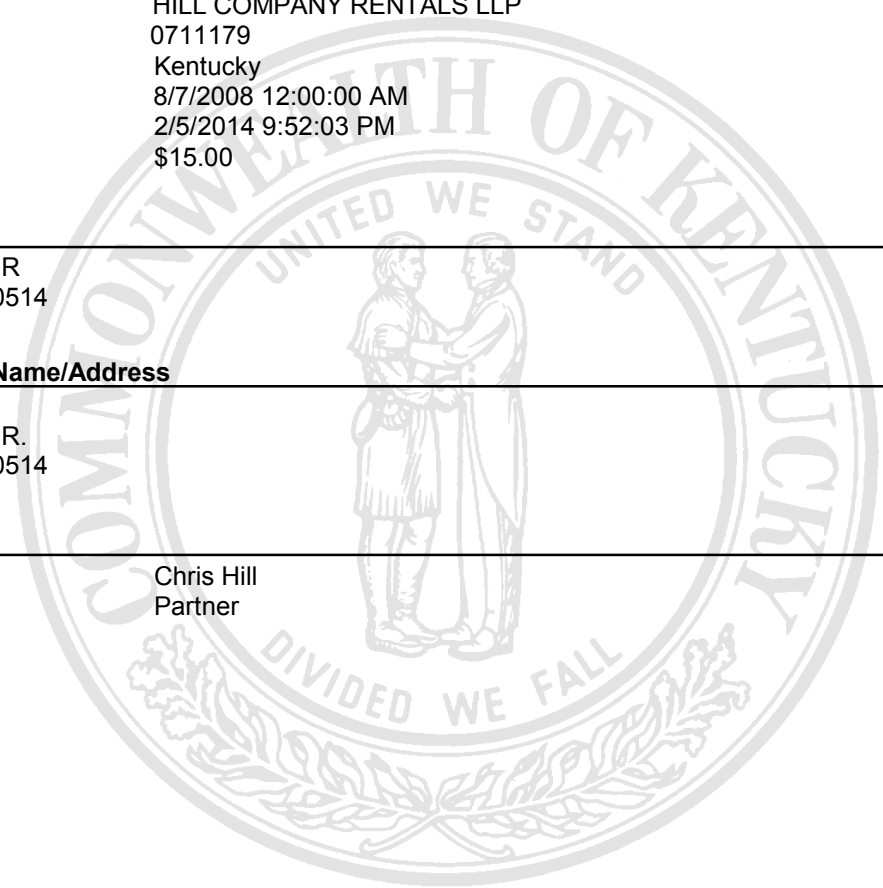 HILL COMPANY RENTALS LLP
0711179
Kentucky
8/7/2008 12:00:00 AM
2/5/2014 9:52:03 PM
$15.00
R
0514
Name/Address
R.
0514
Chris Hill
Partner
COMMONWEALTH OF KENTUCKY
UNITED WE STAND
DIVIDED WE FALL